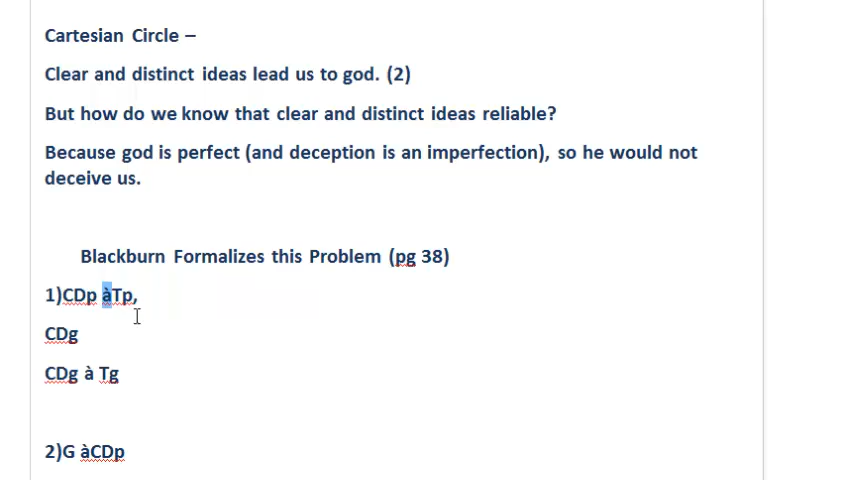 Cartesian Circle –
Clear and distinct ideas lead us to god. (2)
But how do we know that clear and distinct ideas reliable?
Because god is perfect (and deception is an imperfection), so he would not
deceive us.
Blackburn Formalizes this Problem (pg 38)
1)CDp àTp,
CDg
CDg à Tg
2)G àCDp